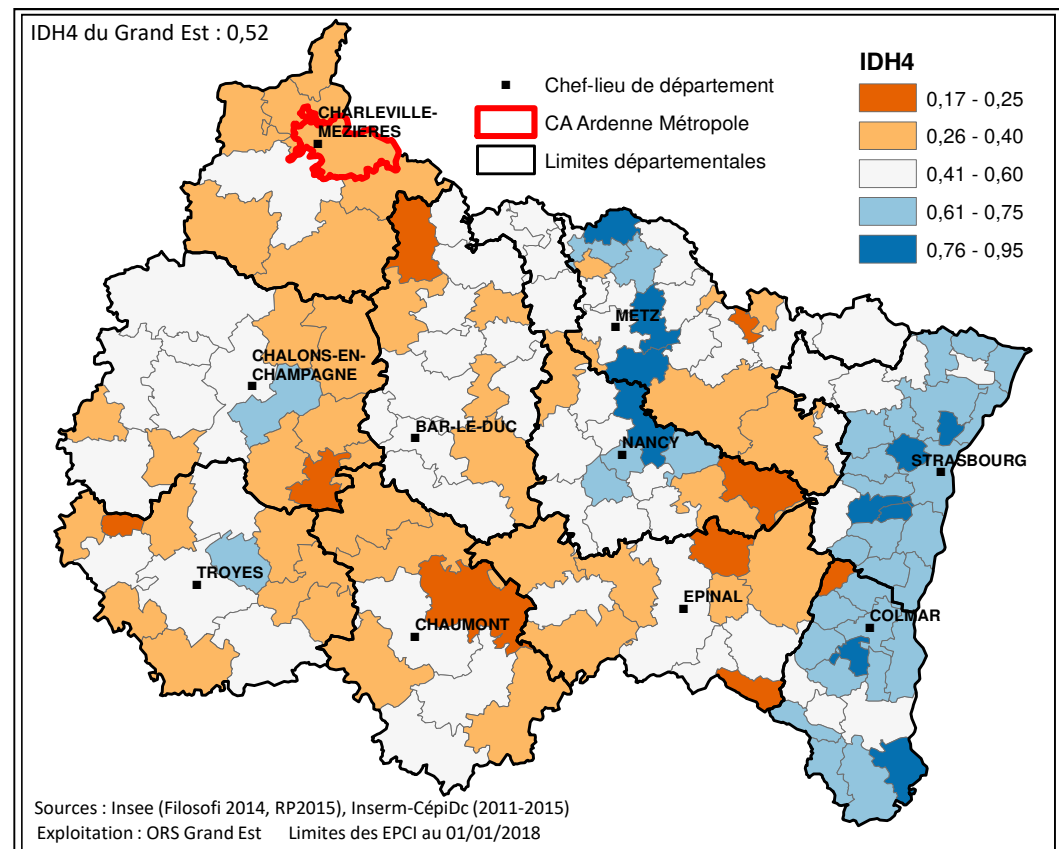 IDH4 du Grand Est : 0,52
IDH4
Chef-lieu de département
CA Ardenne Métropole
Limites départementales
0,17 - 0,25
0,26 - 0,40
0,41 - 0,60
0,61 - 0,75
0,76 - 0,95
CHARLEVILLE-
MEZIERES
METZ
CHALONS-EN-
CHAMPAGNE
BAR-LE-DUC
NANCY
STRASBOURG
TROYES
EPINAL
CHAUMONT
COLMAR
Sources : Insee (Filosofi 2014, RP2015), Inserm-CépiDc (2011-2015)
Exploitation : ORS Grand Est Limites des EPCI au 01/01/2018